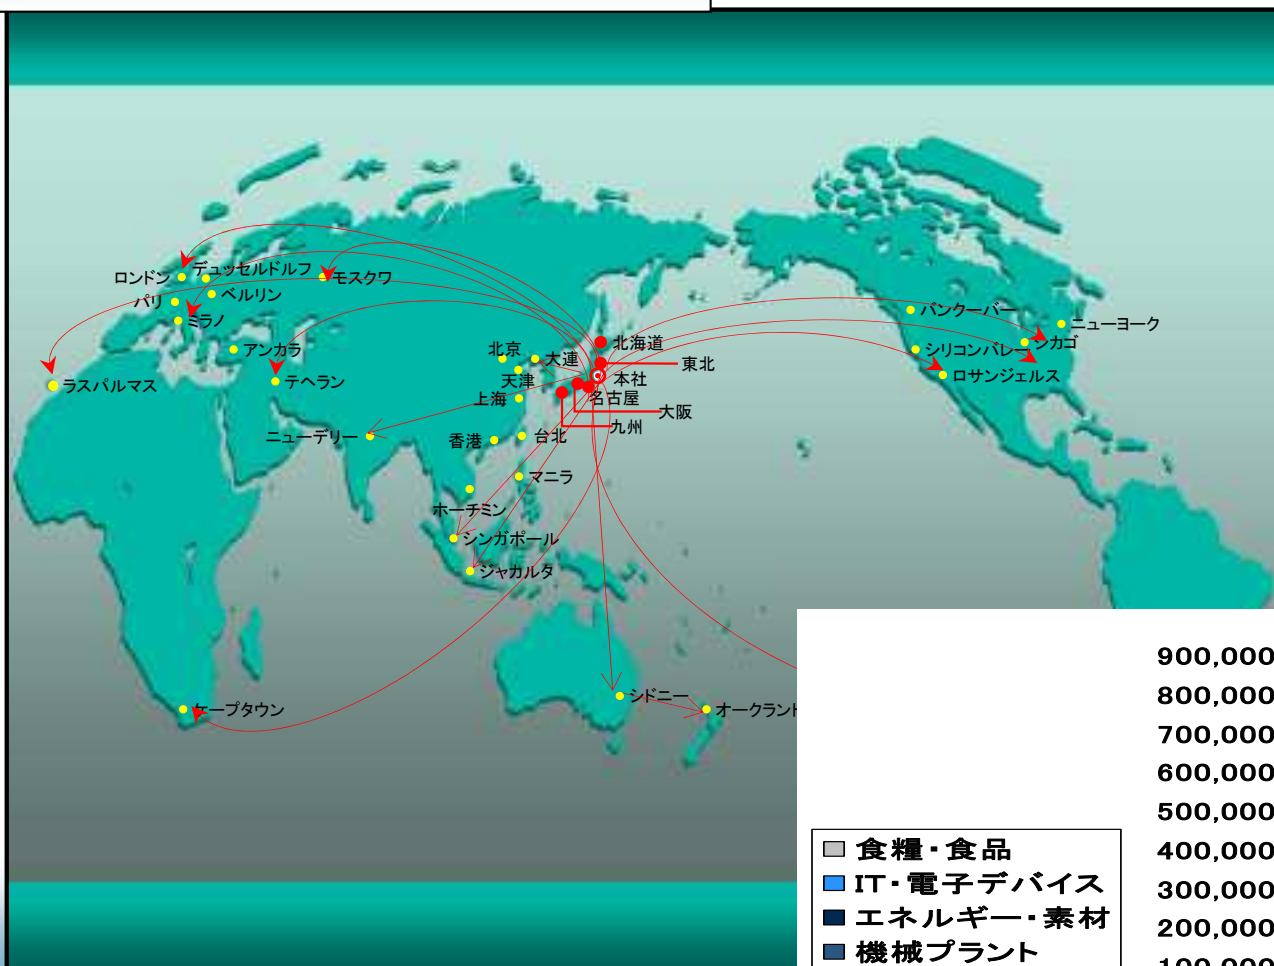 デュッセルドルフ
ロンドン
モスクワ
パリ
ベルリン
ミラノ
アンカラ
ラスパルマス
テヘラン
ニューデリー
北京
大連
天津
上海
香港
台北
マニラ
ホーチミン
シンガポール
ジャカルタ
ケープタウン
シドニー
オークラント
北海道
東北
本社
名古屋
大阪
九州
バンクーバー
ニューヨーク
シカゴ
シリコンバレー
ロサンジェルス
900,000
800,000
700,000
600,000
500,000
400,000
300,000
200,000
100,000
食糧・食品
IT・電子デバイス
エネルギー・素材
機械プラント